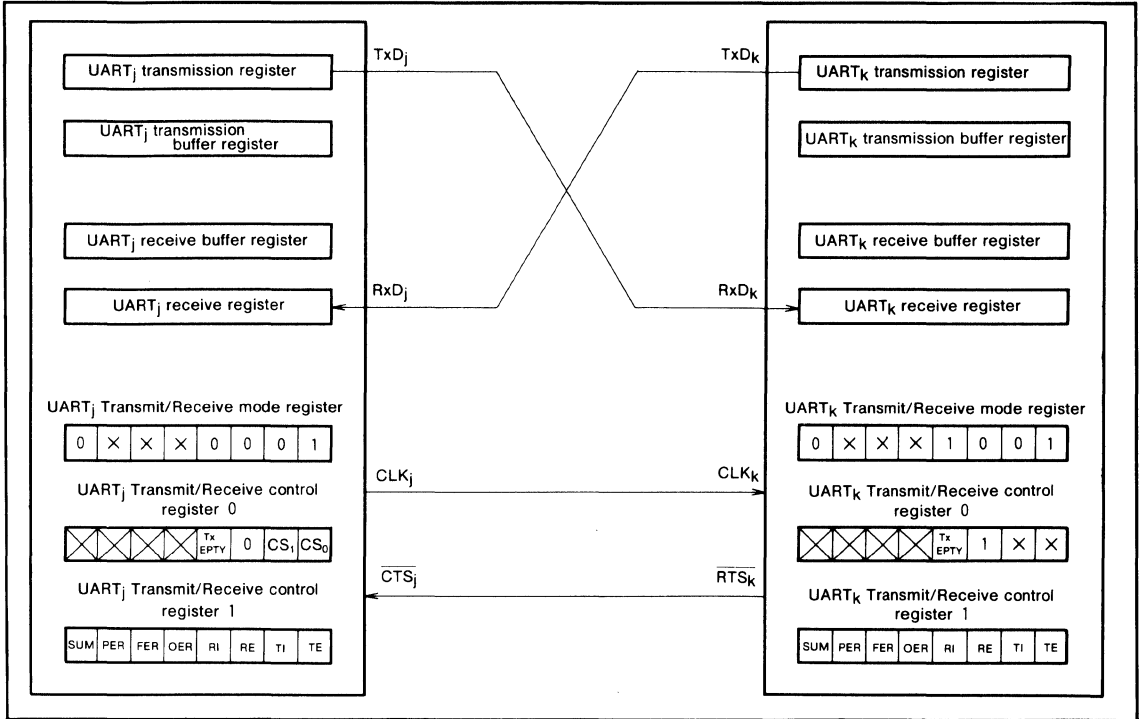 TxDj
TxDk
UARTj transmission register
UARTk transmission register
UARTj transmission
buffer register
UARTk transmission buffer register
UARTj receive buffer register
UARTk receive buffer register
RxDj
RxDk
UARTj receive register
UARTk receive register
UARTj Transmit/Receive mode register
0 × × × 0 0 0 1
UARTk Transmit/Receive mode register
0 × × × 1 0 0 1
CLKj
CLKk
UARTj Transmit/Receive control
register 0
Tx EPTY 0 CS1 CS0
UARTk Transmit/Receive control
register 0
Tx EPTY 1 × ×
CTSj
RTSk
UARTj Transmit/Receive control
register 1
SUM PER FER OER RI RE TI TE
UARTk Transmit/Receive control
register 1
SUM PER FER OER RI RE TI TE